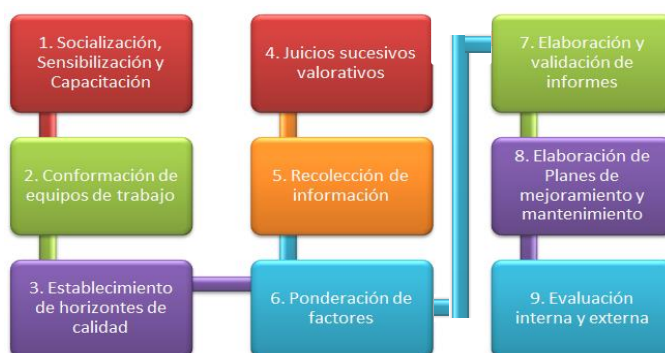 1. Socialización,
Sensibilización y
Capacitación
2. Conformación de
equipos de trabajo
3. Establecimiento
de horizontes de
calidad
4. Juicios sucesivos
valorativos
5. Recolección de
información
6. Ponderación de
factores
7. Elaboración y
validación de
informes
8. Elaboración de
Planes de
mejoramiento y
mantenimiento
9. Evaluación
interna y externa